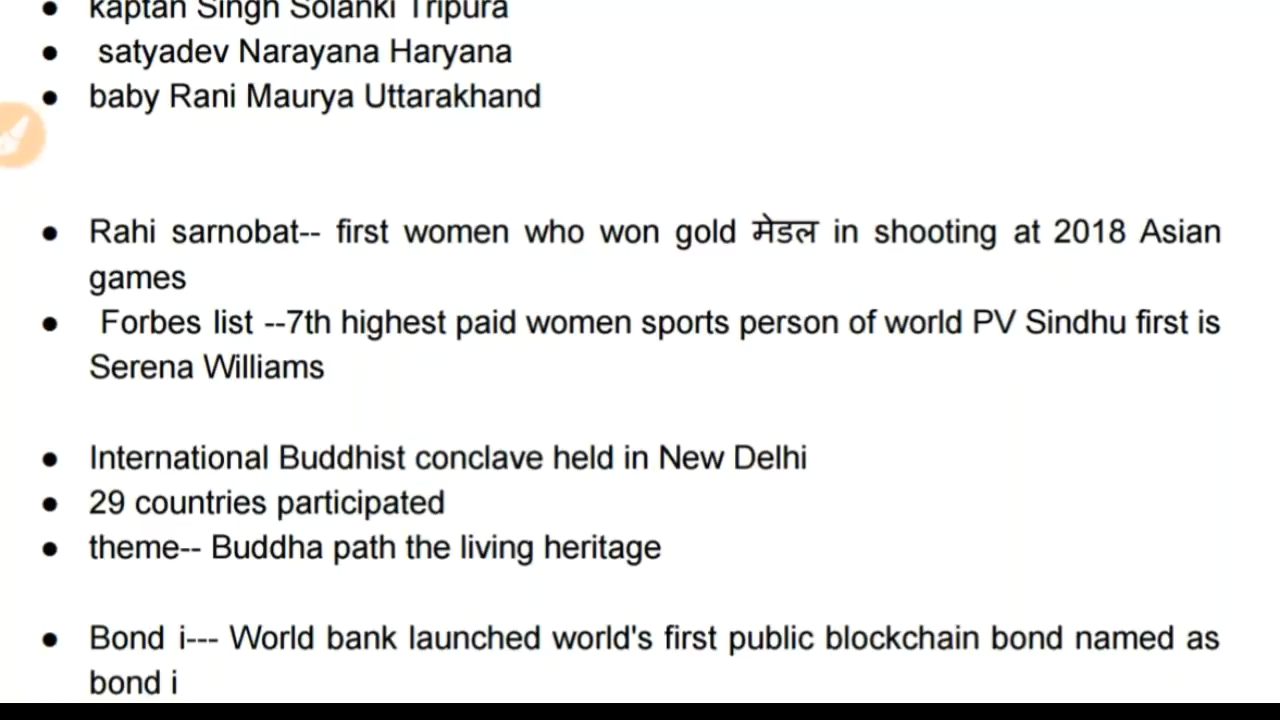 ● kaptan Singh Solanki Tripura
● satyadev Narayana Haryana
● baby Rani Maurya Uttarakhand
● Rahi sarnobat-- first women who won gold मेडल in shooting at 2018 Asian
games
● Forbes list --7th highest paid women sports person of world PV Sindhu first is
Serena Williams
● International Buddhist conclave held in New Delhi
● 29 countries participated
● theme-- Buddha path the living heritage
● Bond i--- World bank launched world's first public blockchain bond named as
bond i